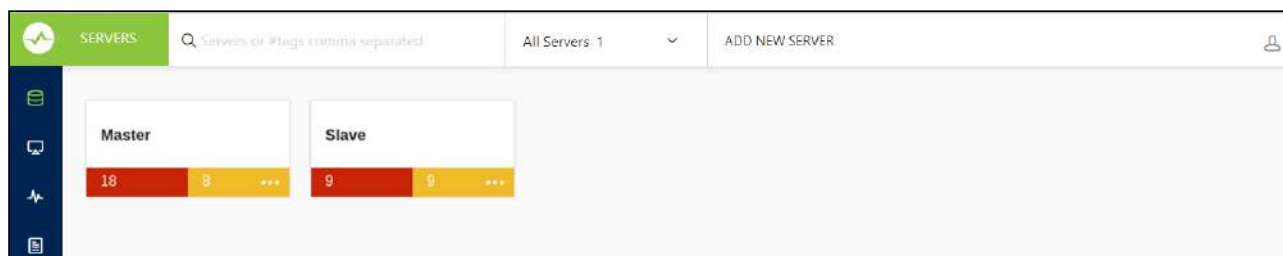 SERVERS
Servers or #tags comma separated
All Servers 1
ADD NEW SERVER
Master
Slave
18
8
9
9